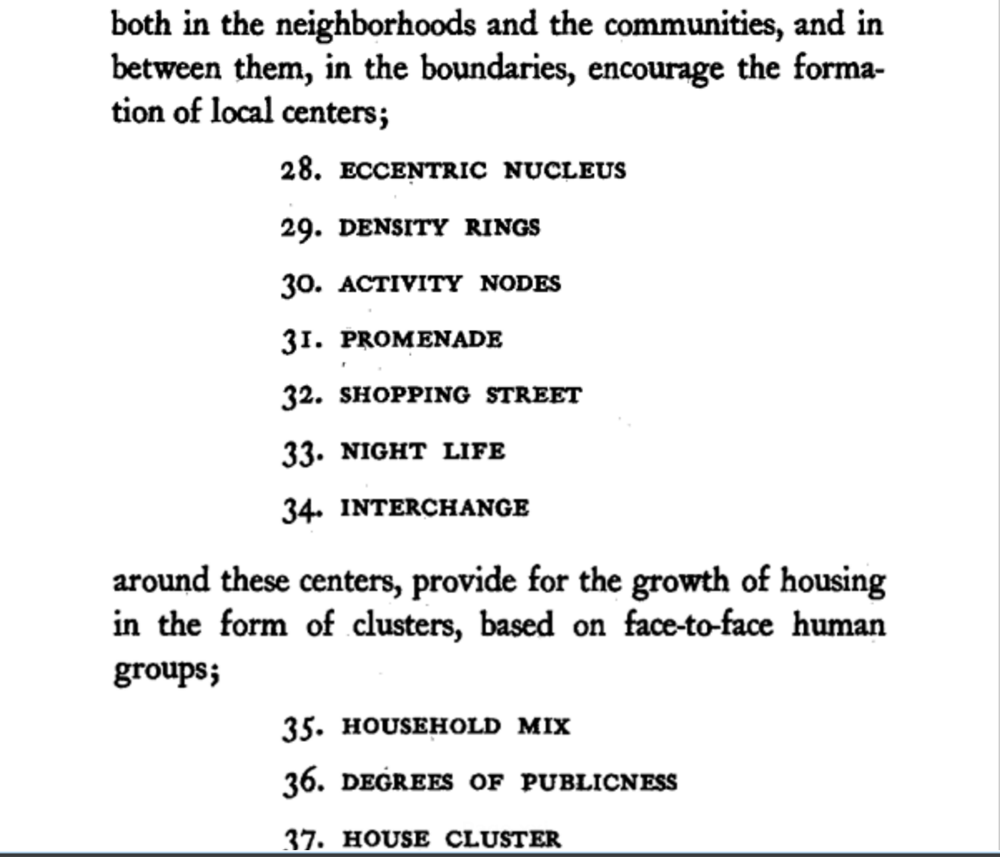 both in the neighborhoods and the communities, and in
between them, in the boundaries, encourage the forma-
tion of local centers;
28. ECCENTRIC NUCLEUS
29. DENSITY RINGS
30. ACTIVITY NODES
31. PROMENADE
32. SHOPPING STREET
33. NIGHT LIFE
34. INTERCHANGE
around these centers, provide for the growth of housing
in the form of clusters, based on face-to-face human
groups;
35. HOUSEHOLD MIX
36. DEGREES OF PUBLICNESS
37. HOUSE CLUSTER